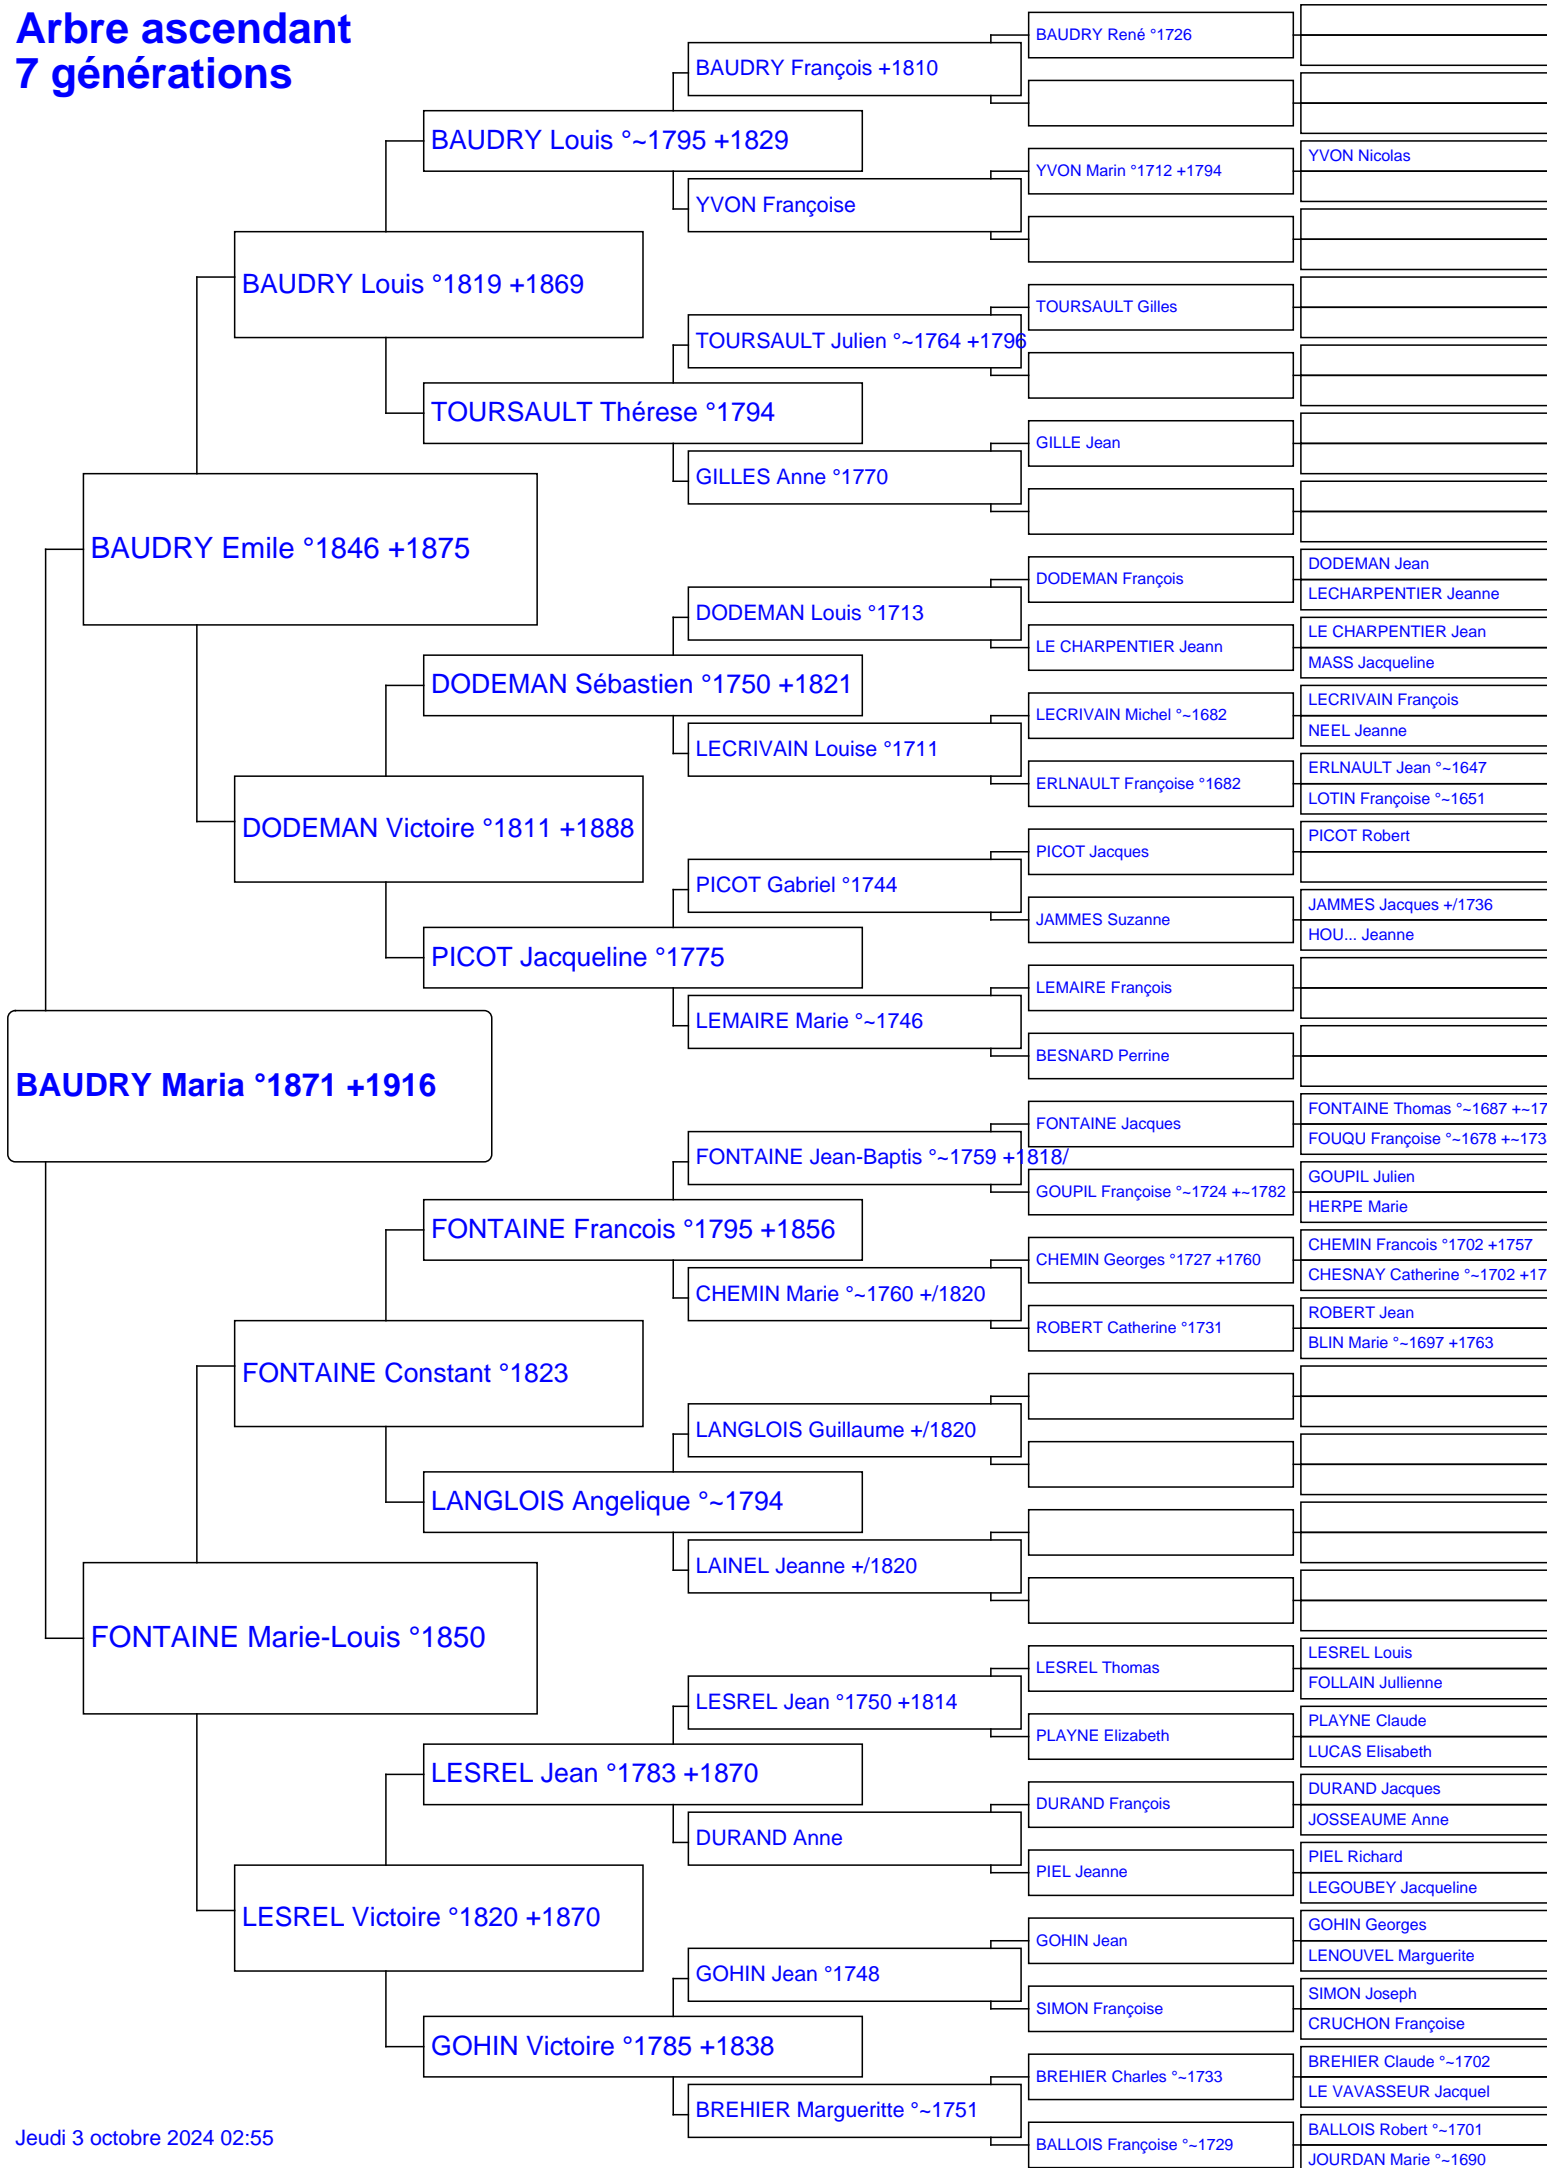 Arbre ascendant
7 générations
BAUDRY Maria °1871 +1916
BAUDRY Emile °1846 +1875
FONTAINE Marie-Louis °1850
BAUDRY Louis °1819 +1869
DODEMAN Victoire °1811 +1888
FONTAINE Constant °1823
LESREL Victoire °1820 +1870
BAUDRY Louis °~1795 +1829
TOURSAULT Thérese °1794
DODEMAN Sébastien °1750 +1821
PICOT Jacqueline °1775
FONTAINE Francois °1795 +1856
LANGLOIS Angelique °~1794
LESREL Jean °1783 +1870
GOHIN Victoire °1785 +1838
BAUDRY François +1810
YVON Françoise
TOURSAULT Julien °~1764 +1796
GILLES Anne °1770
DODEMAN Louis °1713
LECRIVAIN Louise °1711
PICOT Gabriel °1744
LEMAIRE Marie °~1746
FONTAINE Jean-Baptis °~1759 +1818/
CHEMIN Marie °~1760 +/1820
LANGLOIS Guillaume +/1820
LAINEL Jeanne +/1820
LESREL Jean °1750 +1814
DURAND Anne
GOHIN Jean °1748
BREHIER Margueritte °~1751
BAUDRY René °1726
YVON Marin °1712 +1794
TOURSAULT Gilles
GILLE Jean
DODEMAN François
LE CHARPENTIER Jeann
LECRIVAIN Michel °~1682
ERLNAULT Françoise °1682
PICOT Jacques
JAMMES Suzanne
LEMAIRE François
BESNARD Perrine
FONTAINE Jacques
GOUPIL Françoise °~1724 +~1782
CHEMIN Georges °1727 +1760
ROBERT Catherine °1731
LESREL Thomas
PLAYNE Elizabeth
DURAND François
PIEL Jeanne
GOHIN Jean
SIMON Françoise
BREHIER Charles °~1733
BALLOIS Françoise °~1729
YVON Nicolas
DODEMAN Jean
LECHARPENTIER Jeanne
LE CHARPENTIER Jean
MASS Jacqueline
LECRIVAIN François
NEEL Jeanne
ERLNAULT Jean °~1647
LOTIN Françoise °~1651
PICOT Robert
JAMMES Jacques +/1736
HOU... Jeanne
FONTAINE Thomas °~1687 +~17
FOUQU Françoise °~1678 +~173
GOUPIL Julien
HERPE Marie
CHEMIN Francois °1702 +1757
CHESNAY Catherine °~1702 +17
ROBERT Jean
BLIN Marie °~1697 +1763
LESREL Louis
FOLLAIN Jullienne
PLAYNE Claude
LUCAS Elisabeth
DURAND Jacques
JOSSEAUME Anne
PIEL Richard
LEGOUBEY Jacqueline
GOHIN Georges
LENOUVEL Marguerite
SIMON Joseph
CRUCHON Françoise
BREHIER Claude °~1702
LE VAVASSEUR Jacquel
BALLOIS Robert °~1701
JOURDAN Marie °~1690
Jeudi 3 octobre 2024 02:55